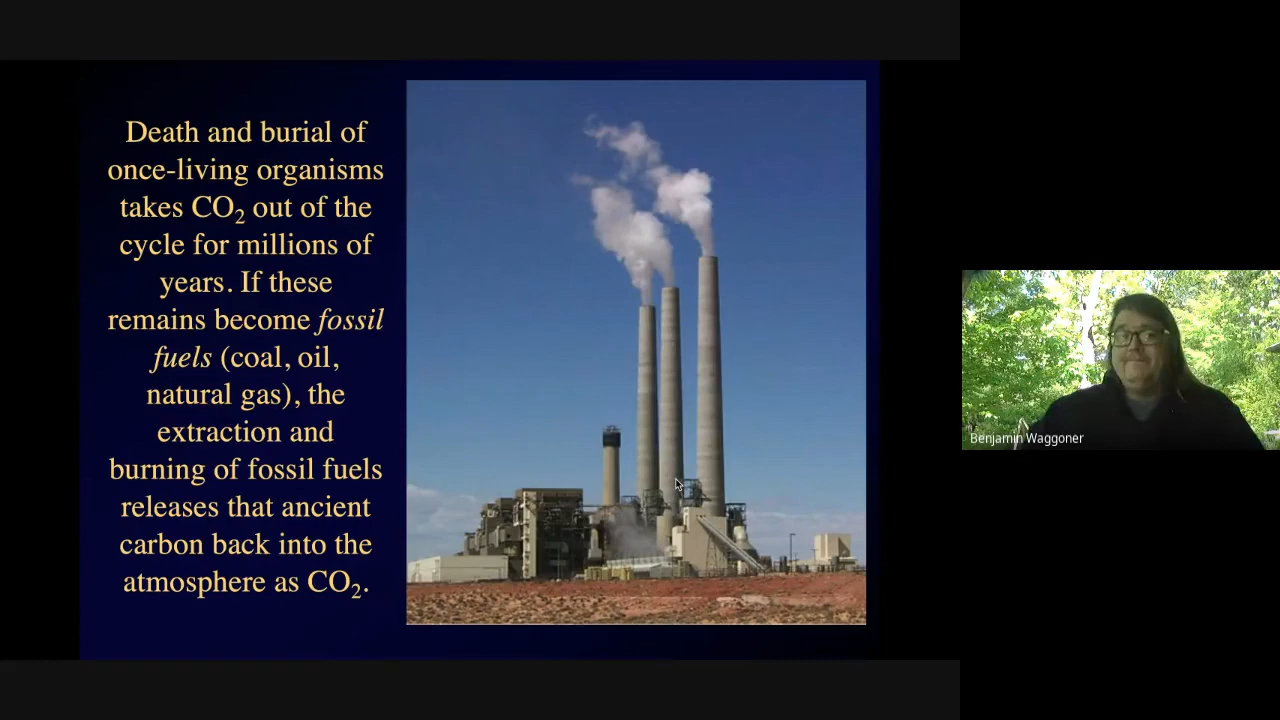 Death and burial of
once-living organisms
takes CO₂ out of the
cycle for millions of
years. If these
remains become fossil
fuels (coal, oil,
natural gas), the
extraction and
burning of fossil fuels
releases that ancient
carbon back into the
atmosphere as CO₂.
Benjamin Waggoner